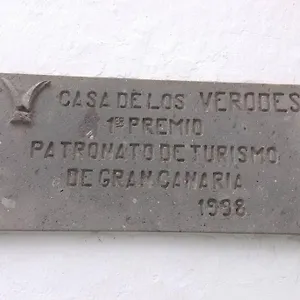 CASA DE LOS VERODES
1ER PREMIO
PATRONATO DE TURISMO
DE GRAN CANARIA
1998